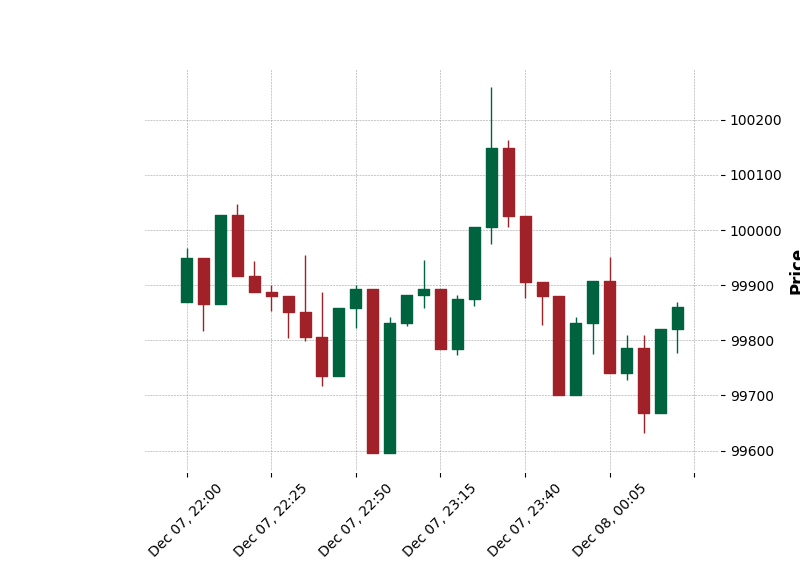 100200
100100
100000
99900
99800
99700
99600
Price
Dec 07, 22:00
Dec 07, 22:25
Dec 07, 22:50
Dec 07, 23:15
Dec 07, 23:40
Dec 08, 00:05